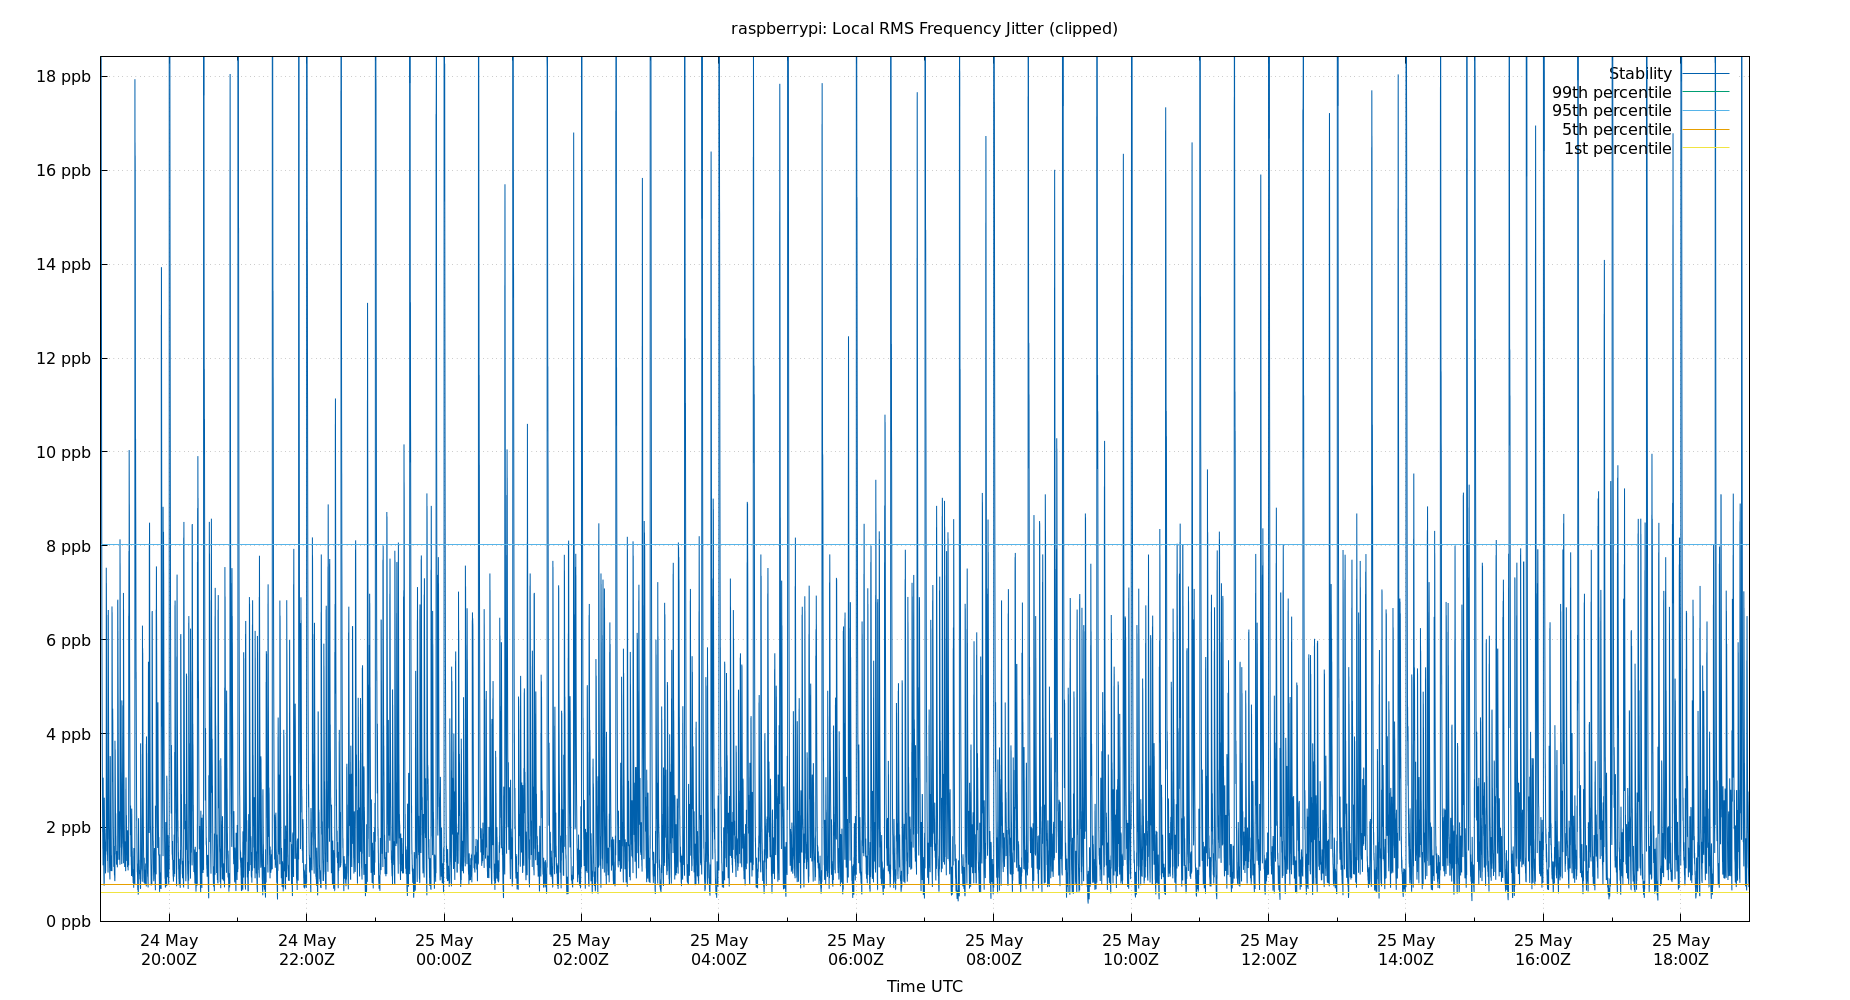 raspberrypi: Local RMS Frequency Jitter (clipped)
18 ppb
16 ppb
14 ppb
12 ppb
10 ppb
8 ppb
6 ppb
4 ppb
2 ppb
0 ppb
Stability
99th percentile
95th percentile
5th percentile
1st percentile
24 May 24 May 25 May 25 May 25 May 25 May 25 May 25 May 25 May 25 May 25 May 25 May
20:00Z 22:00Z 00:00Z 02:00Z 04:00Z 06:00Z 08:00Z 10:00Z 12:00Z 14:00Z 16:00Z 18:00Z
Time UTC